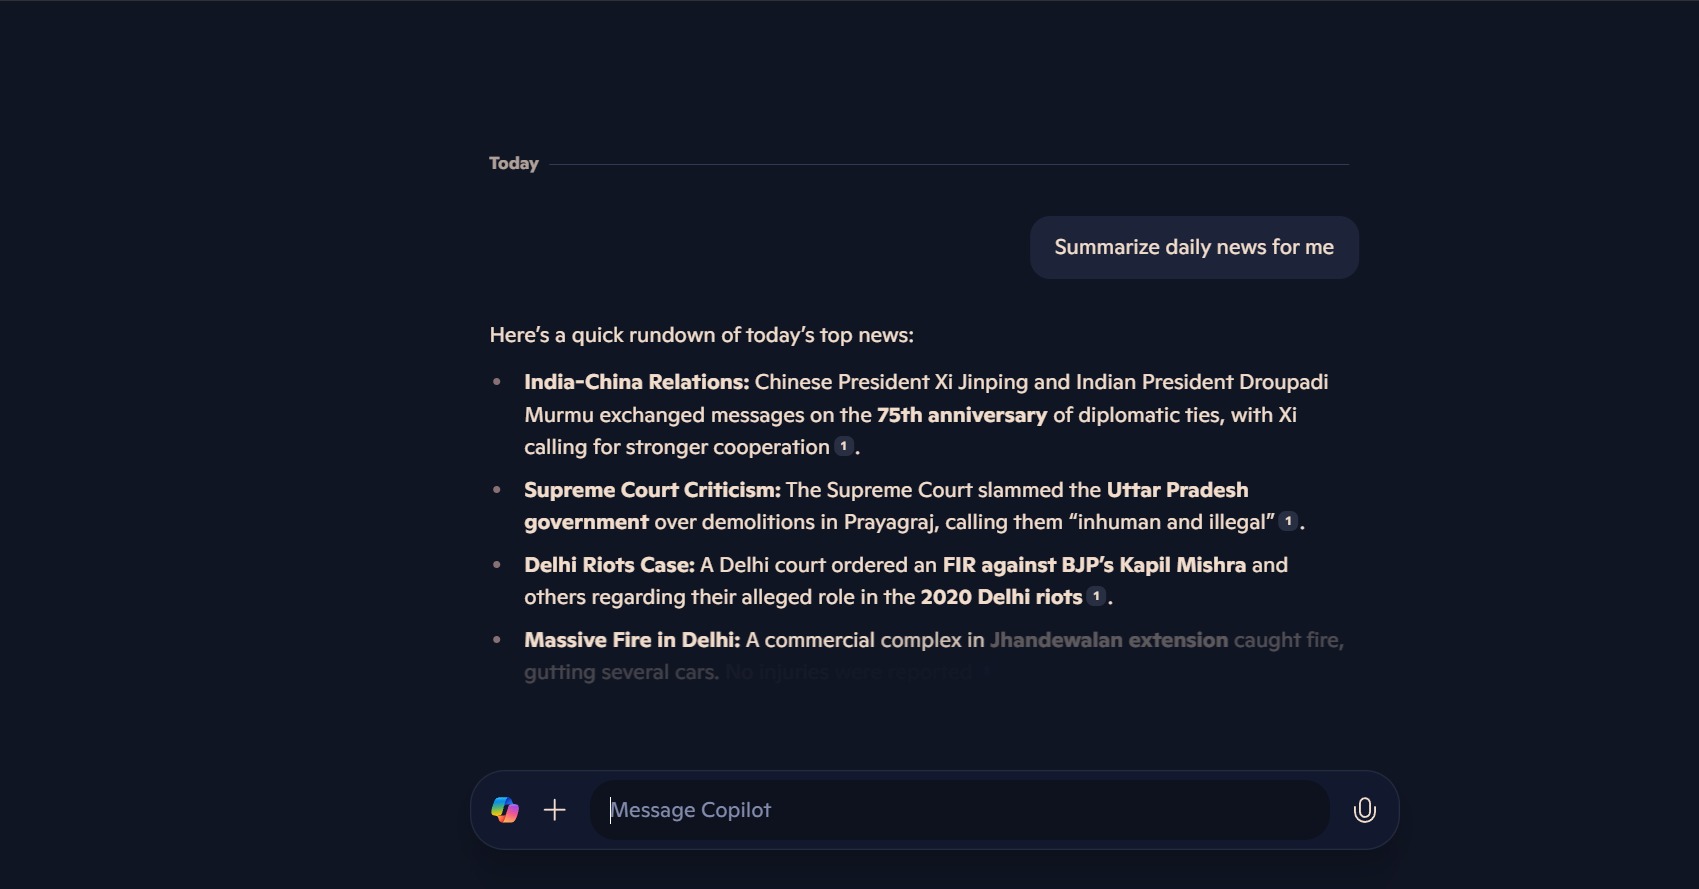 Today
Summarize daily news for me
Here’s a quick rundown of today’s top news:
• India-China Relations: Chinese President Xi Jinping and Indian President Droupadi
Murmu exchanged messages on the 75th anniversary of diplomatic ties, with Xi
calling for stronger cooperation 1.
• Supreme Court Criticism: The Supreme Court slammed the Uttar Pradesh
government over demolitions in Prayagraj, calling them “inhuman and illegal” 1.
• Delhi Riots Case: A Delhi court ordered an FIR against BJP’s Kapil Mishra and
others regarding their alleged role in the 2020 Delhi riots 1.
• Massive Fire in Delhi: A commercial complex in Jhandewalan extension caught fire,
gutting several cars. No injuries were reported
Message Copilot